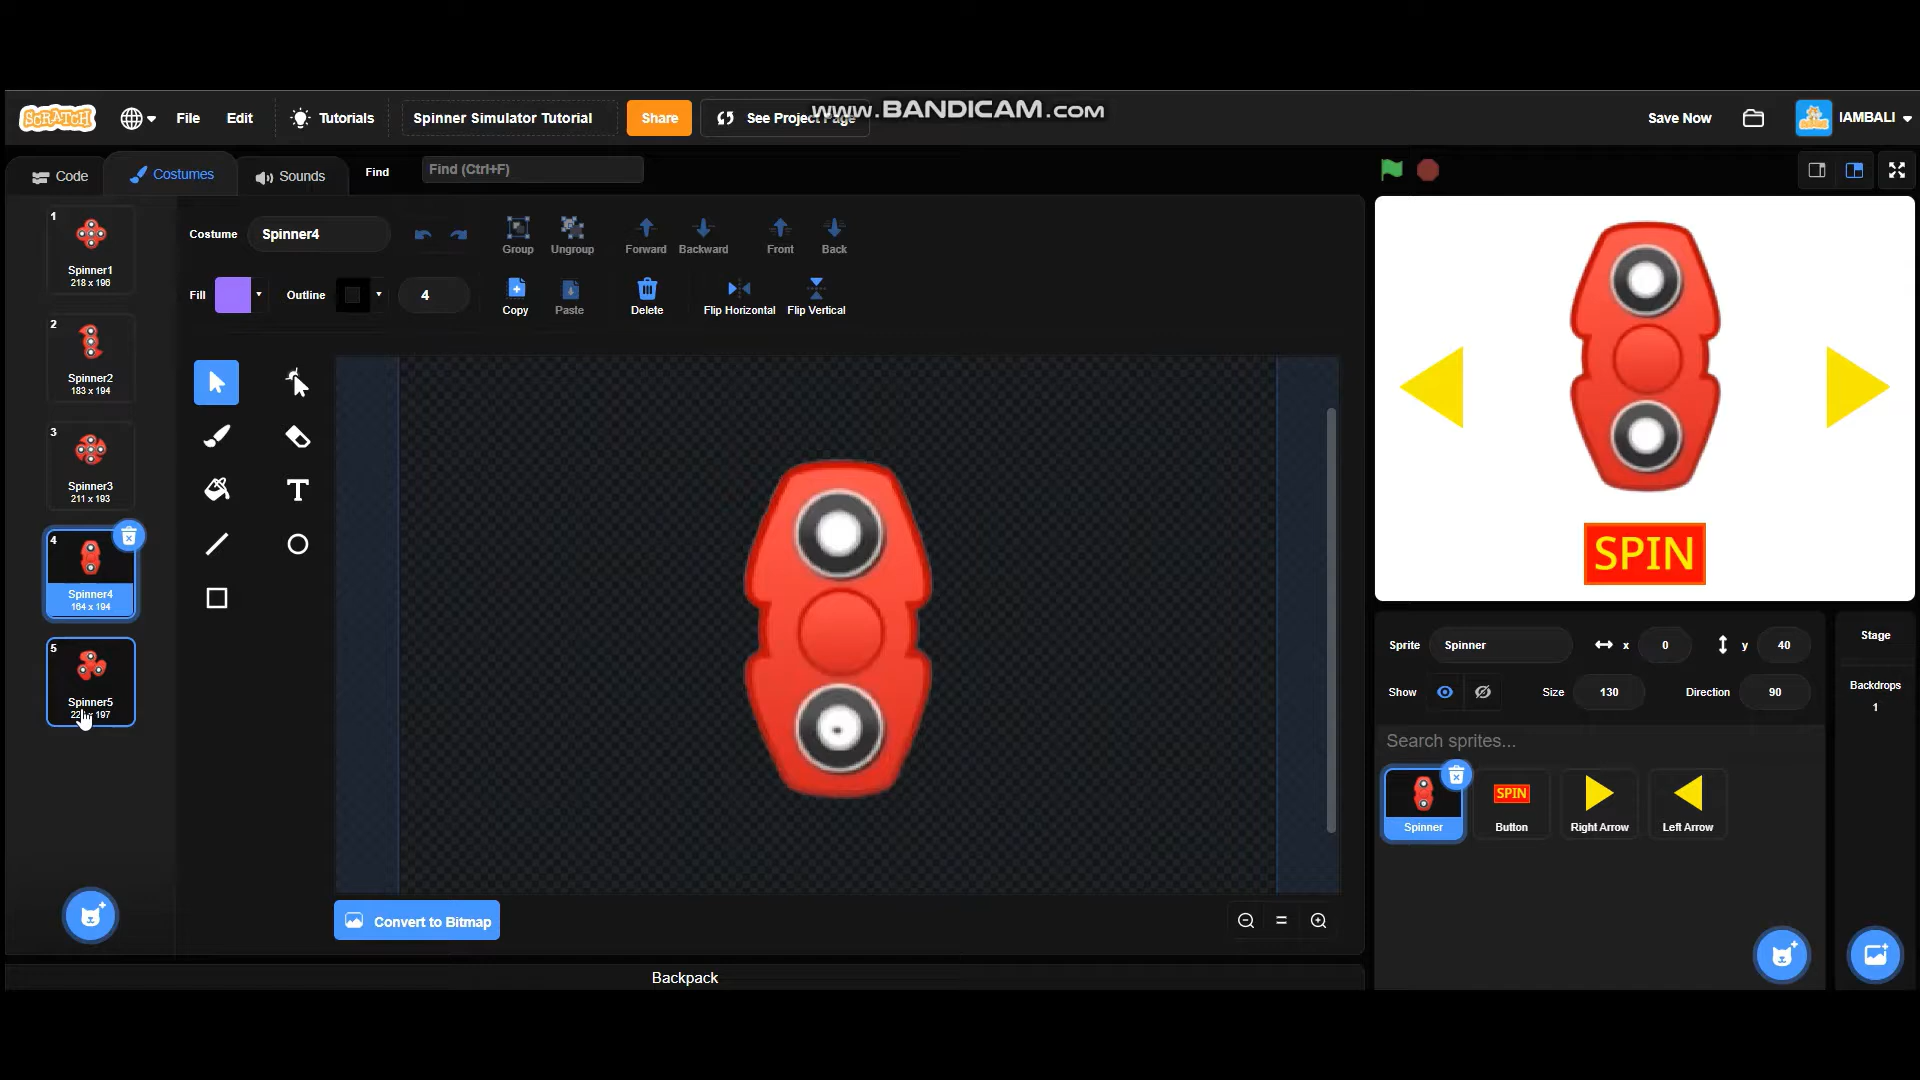 www.BANDICAM.com
SCRATCH
File
Edit
Tutorials
Spinner Simulator Tutorial
Share
See Project Page
Save Now
IAMBALI
Code
Costumes
Sounds
Find
Find (Ctrl+F)
1
Spinner1
218 x 196
2
Spinner2
183 x 194
3
Spinner3
211 x 193
4
Spinner4
164 x 194
5
Spinner5
x 197
Costume
Spinner4
Group
Ungroup
Forward
Backward
Front
Back
Fill
Outline
4
Copy
Paste
Delete
Flip Horizontal
Flip Vertical
Convert to Bitmap
Backpack
SPIN
Sprite
Spinner
x
0
y
40
Show
Size
130
Direction
90
Search sprites...
Spinner
SPIN
Button
Right Arrow
Left Arrow
Stage
Backdrops
1